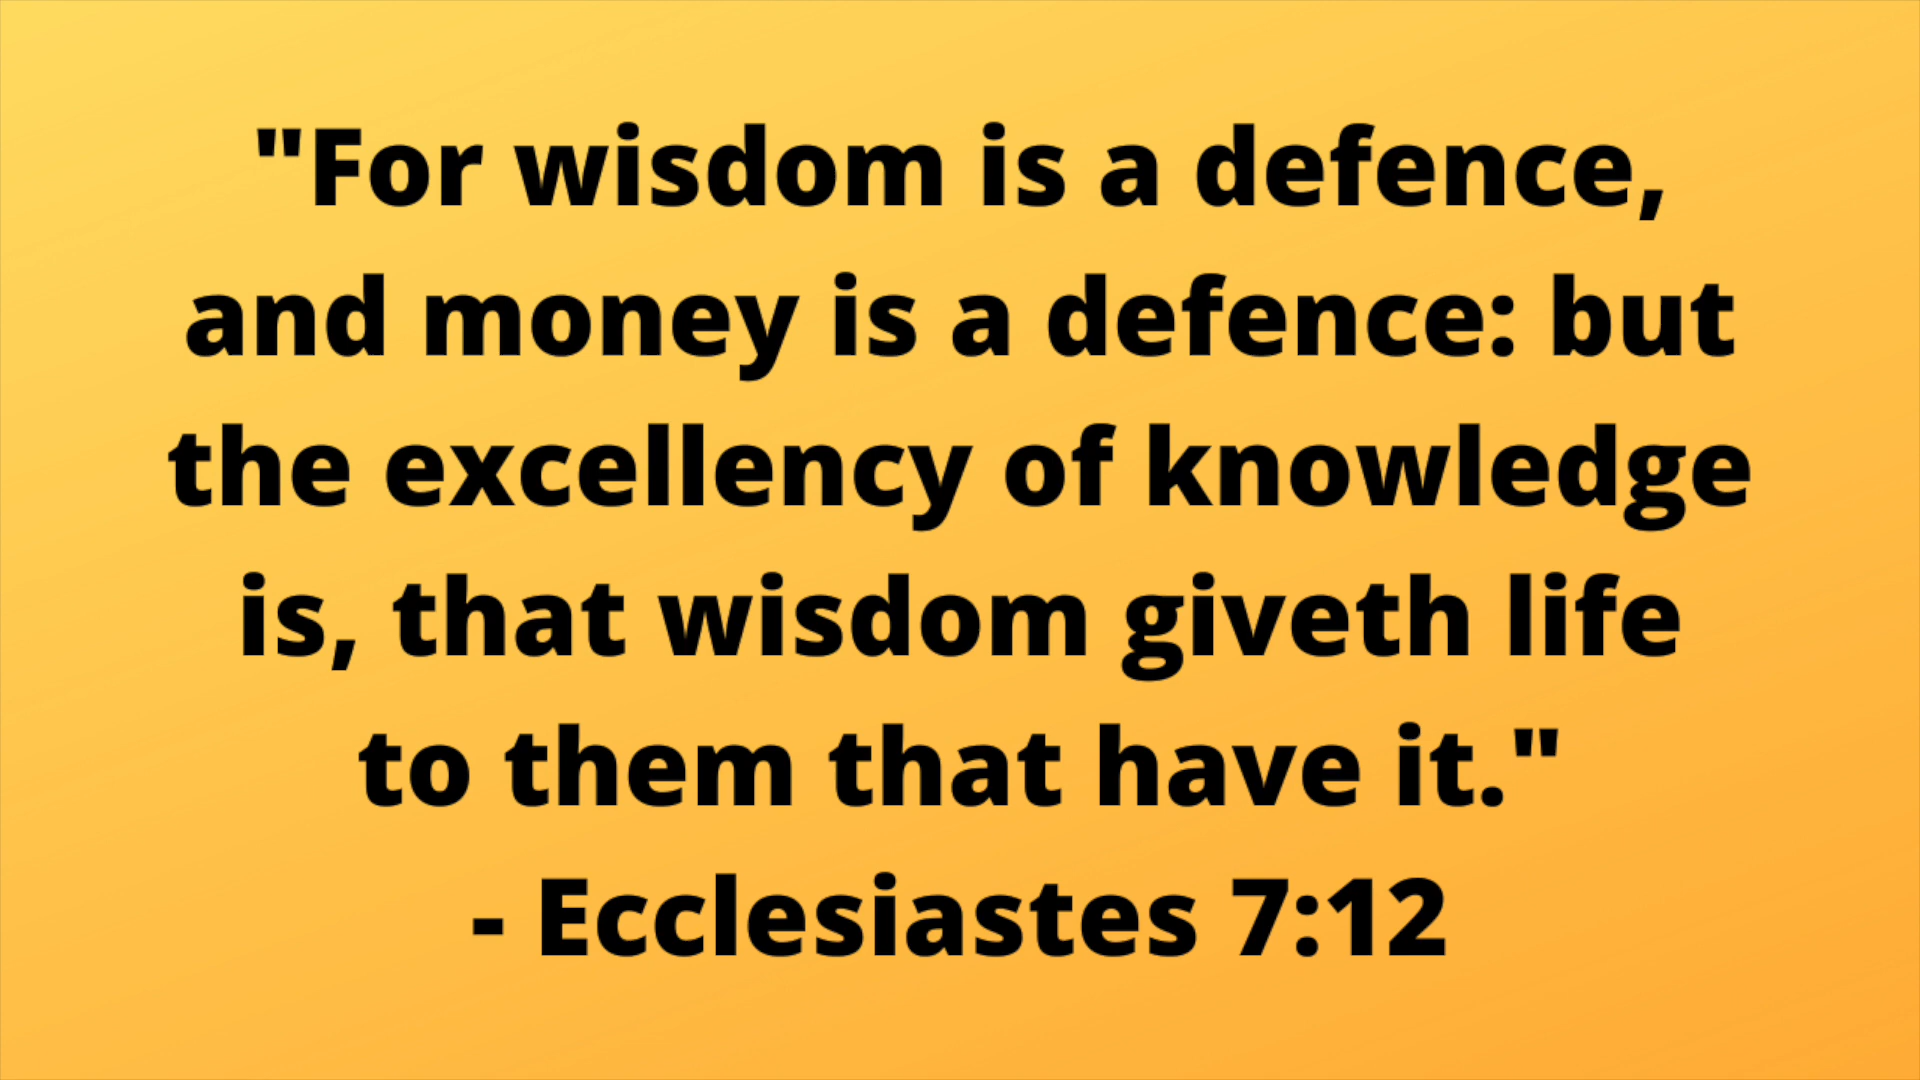 "For wisdom is a defence,
and money is a defence: but
the excellency of knowledge
is, that wisdom giveth life
to them that have it."
- Ecclesiastes 7:12